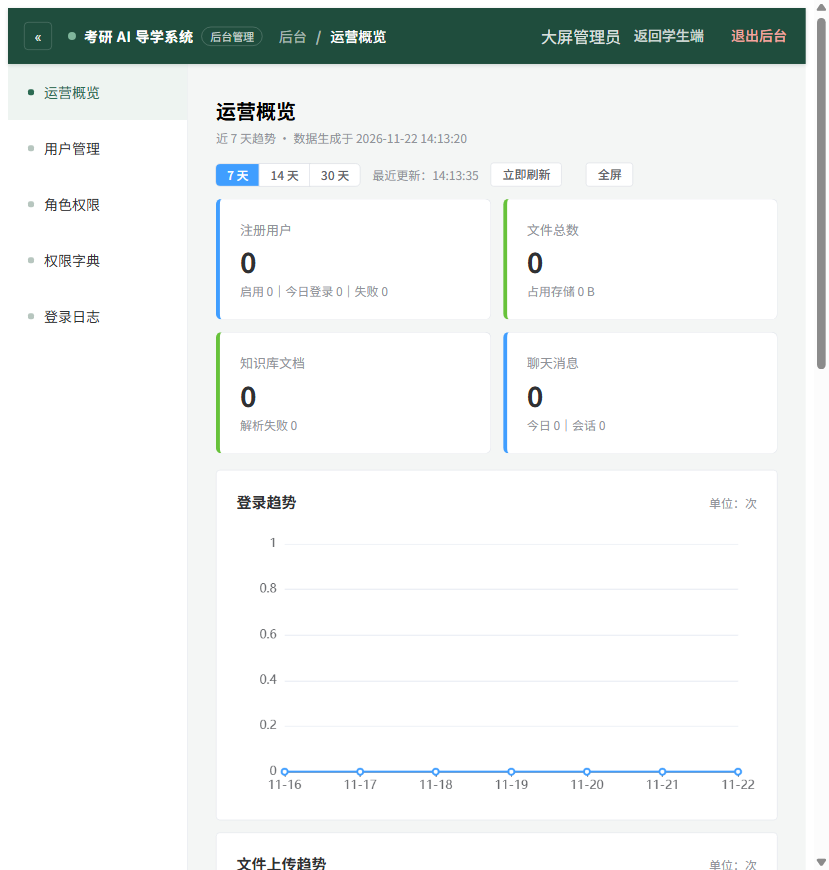 « 考研 AI 导学系统 后台管理 后台 / 运营概览 大屏管理员 返回学生端 退出后台
运营概览
用户管理
角色权限
权限字典
登录日志
运营概览
近 7 天趋势 · 数据生成于 2026-11-22 14:13:20
7 天 14 天 30 天 最近更新：14:13:35 立即刷新 全屏
注册用户
0
启用 0｜今日登录 0｜失败 0
文件总数
0
占用存储 0 B
知识库文档
0
解析失败 0
聊天消息
0
今日 0｜会话 0
登录趋势 单位：次
1
0.8
0.6
0.4
0.2
0
11-16 11-17 11-18 11-19 11-20 11-21 11-22
文件上传趋势 单位：次